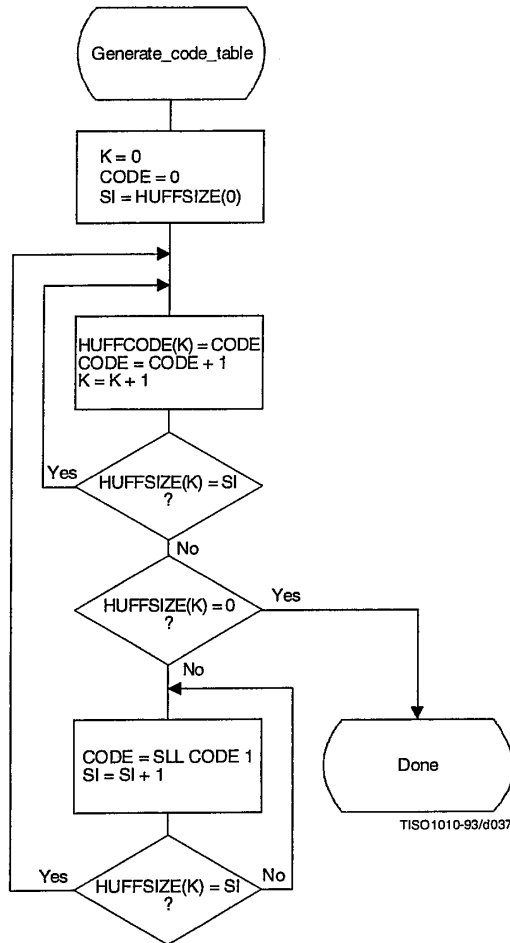 Generate_code_table
K = 0
CODE = 0
SI = HUFFSIZE(0)
HUFFCODE(K) = CODE
CODE = CODE + 1
K = K + 1
Yes
HUFFSIZE(K) = SI
?
No
HUFFSIZE(K) = 0
?
Yes
No
CODE = SLL CODE 1
SI = SI + 1
Done
TISO1010-93/d037
Yes
HUFFSIZE(K) = SI
?
No